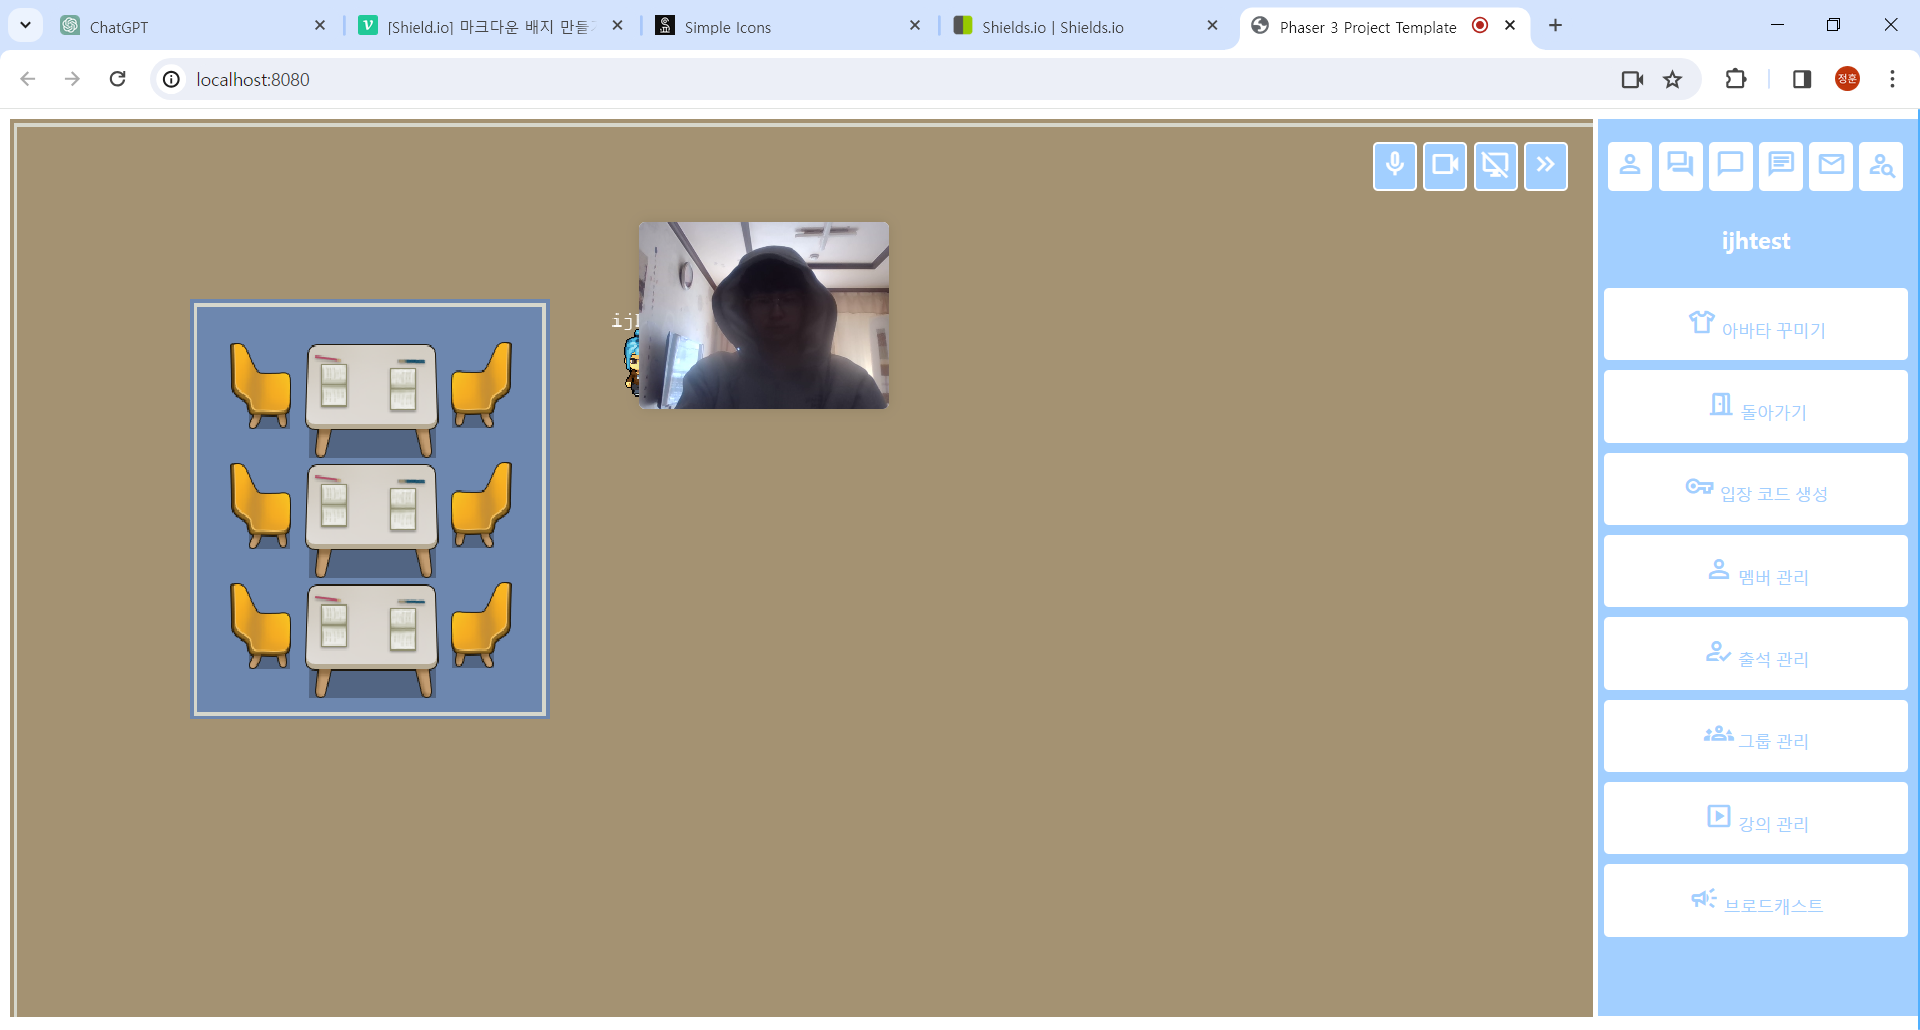 ChatGPT
[Shield.io] 마크다운 배지 만들
Simple Icons
Shields.io | Shields.io
Phaser 3 Project Template
localhost:8080
정훈
ijhtest
ij
아바타 꾸미기
돌아가기
입장 코드 생성
멤버 관리
출석 관리
그룹 관리
강의 관리
브로드캐스트